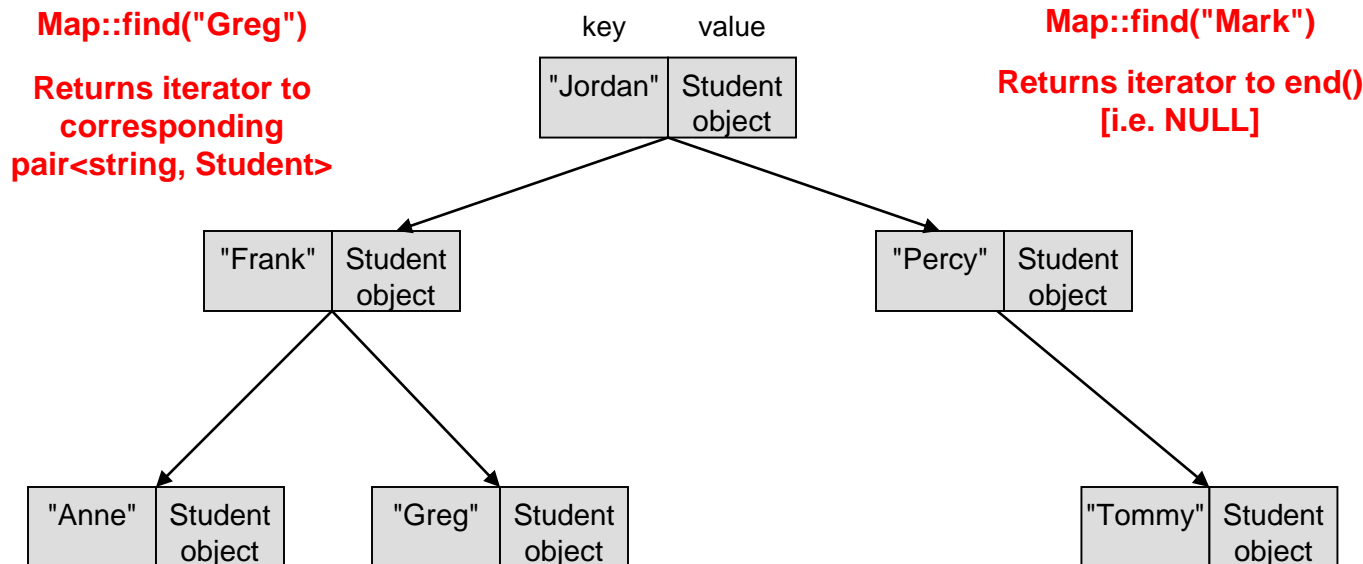 Map::find("Greg")
Returns iterator to
corresponding
pair<string, Student>
key value
Map::find("Mark")
Returns iterator to end()
[i.e. NULL]
"Jordan" Student
object
"Frank" Student
object
"Percy" Student
object
"Anne" Student
object
"Greg" Student
object
"Tommy" Student
object